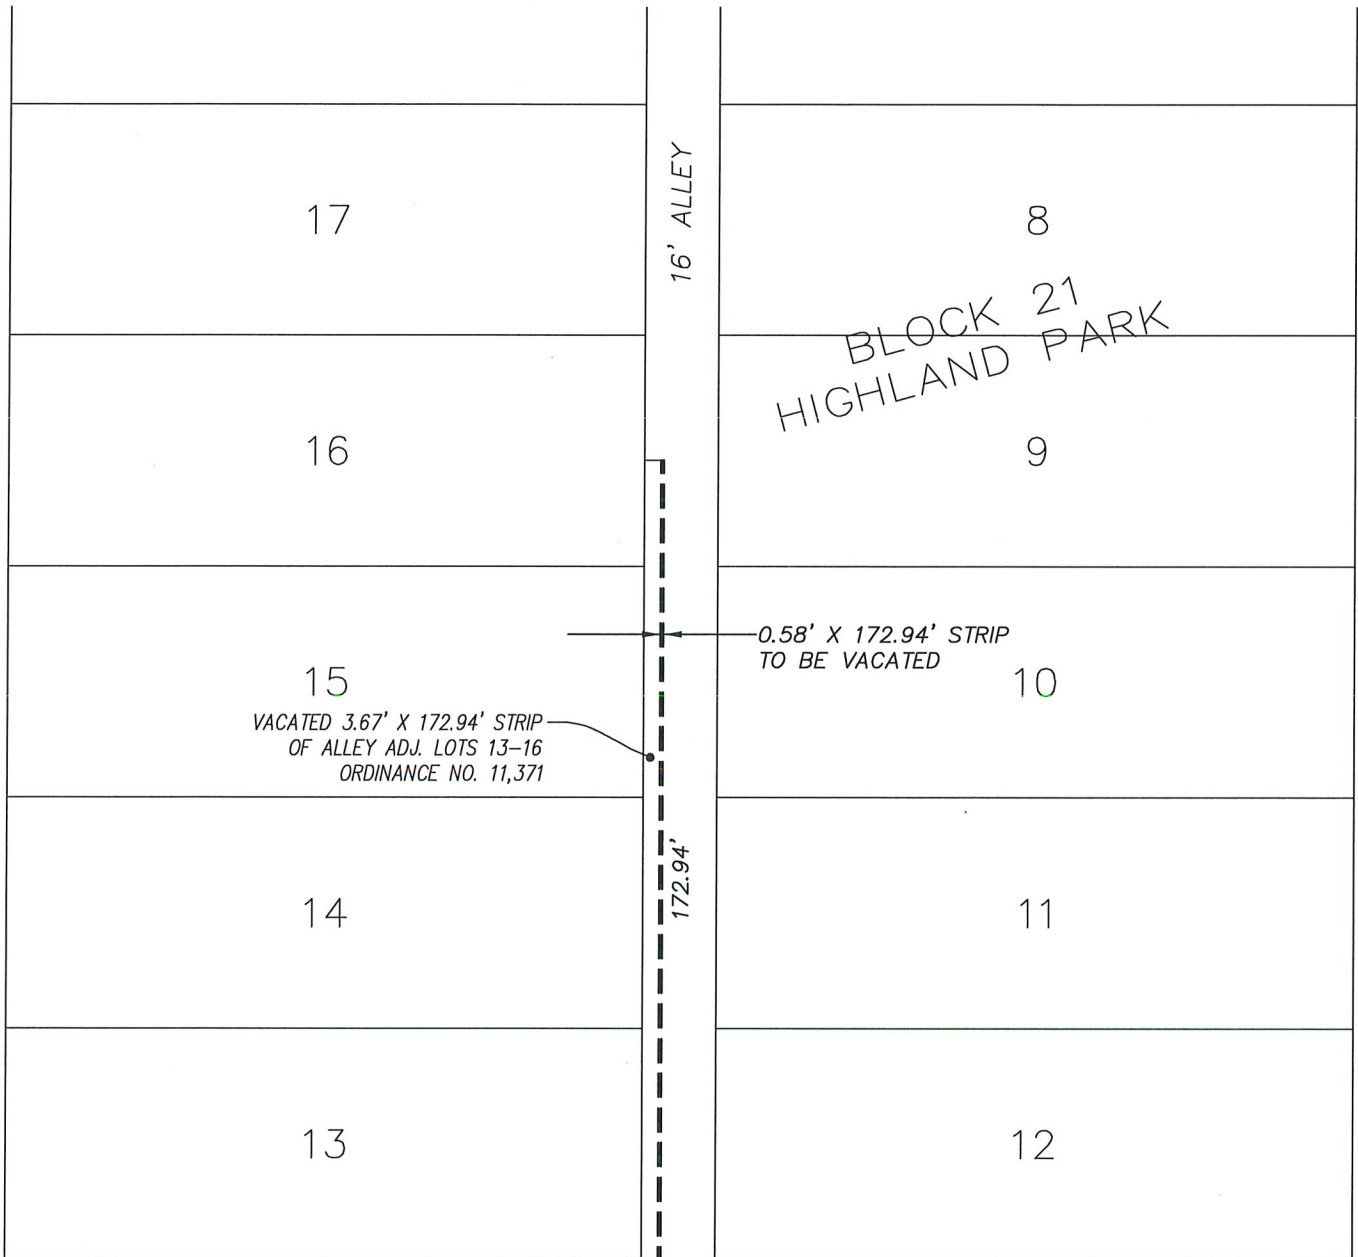 16' ALLEY
17
8
BLOCK 21
HIGHLAND PARK
16
9
0.58' X 172.94' STRIP
TO BE VACATED
15
10
VACATED 3.67' X 172.94' STRIP
OF ALLEY ADJ. LOTS 13-16
ORDINANCE NO. 11,371
172.94'
14
11
13
12